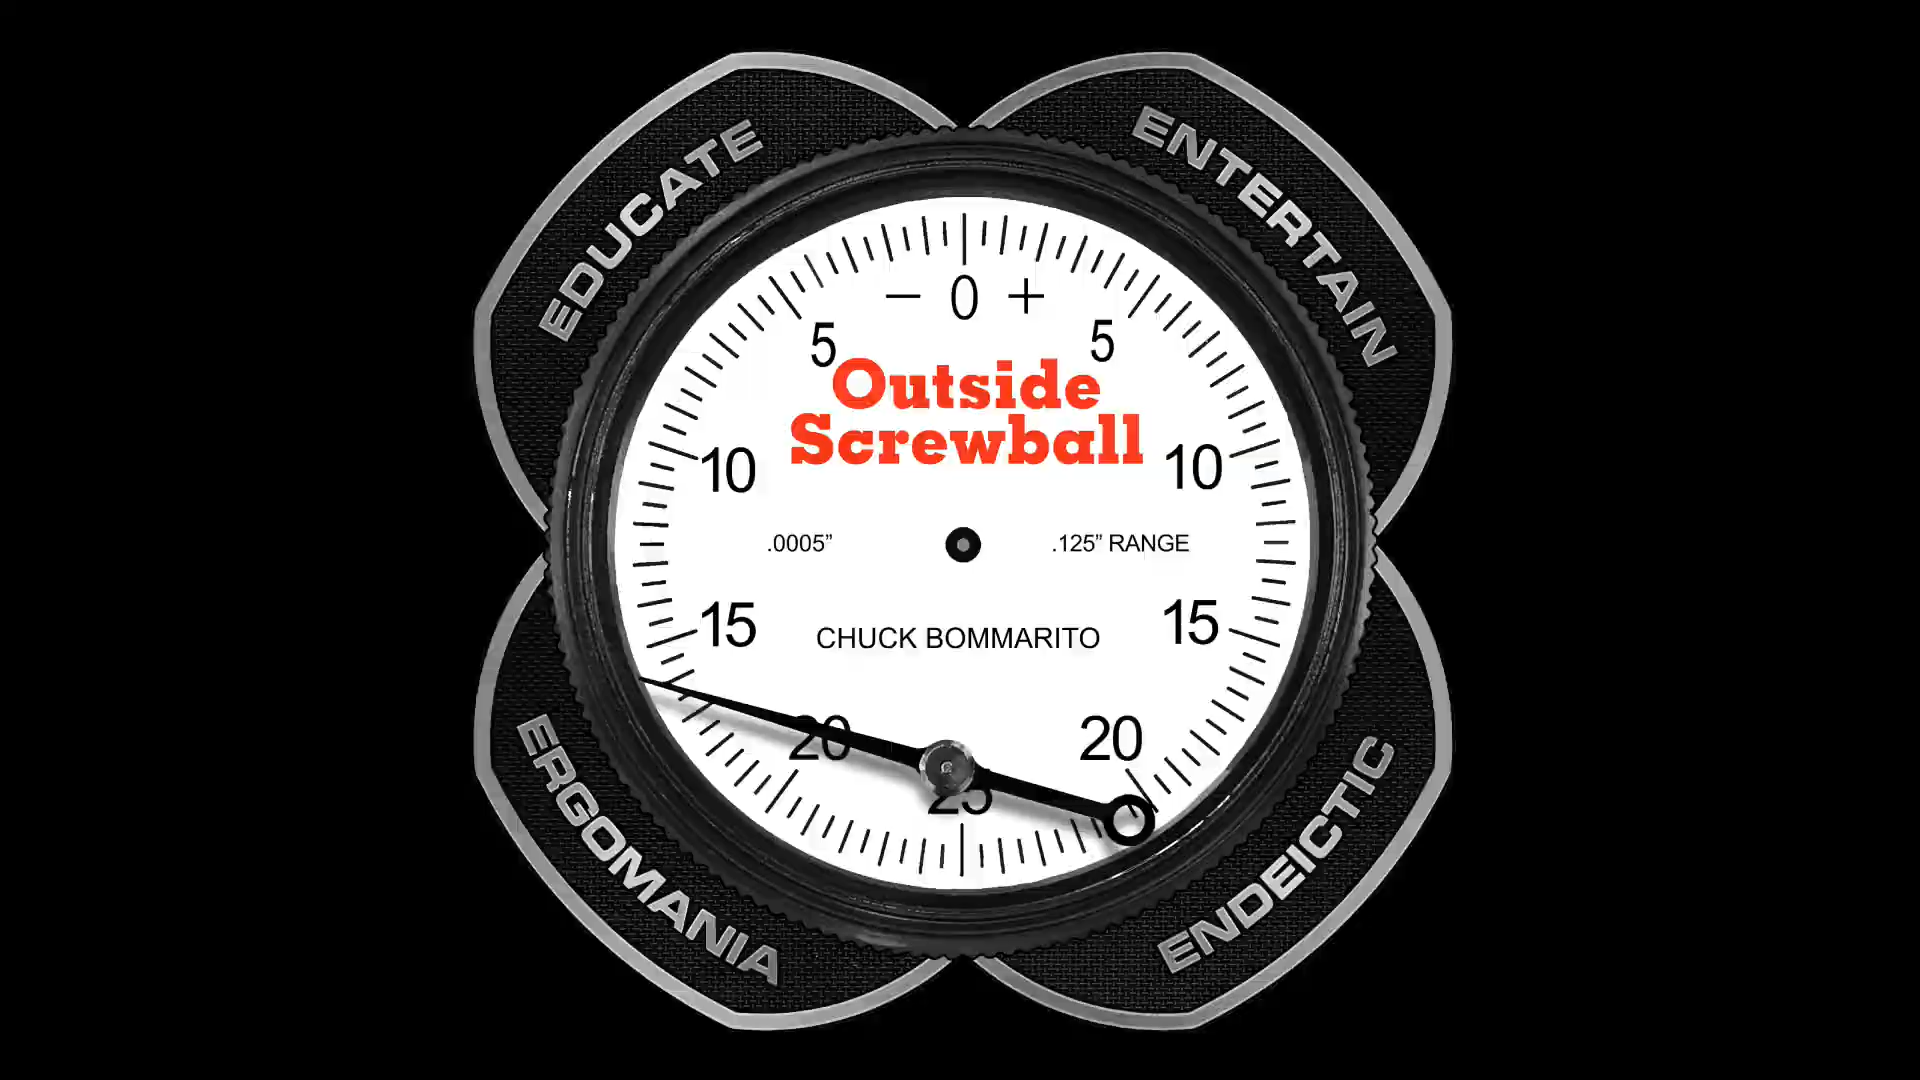 EDUCATE
ENTERTAIN
– 0 +
5
5
Outside
Screwball
10
10
.0005”
.125” RANGE
15
15
CHUCK BOMMARITO
20
20
25
ERGOMANIA
ENDEICTIC